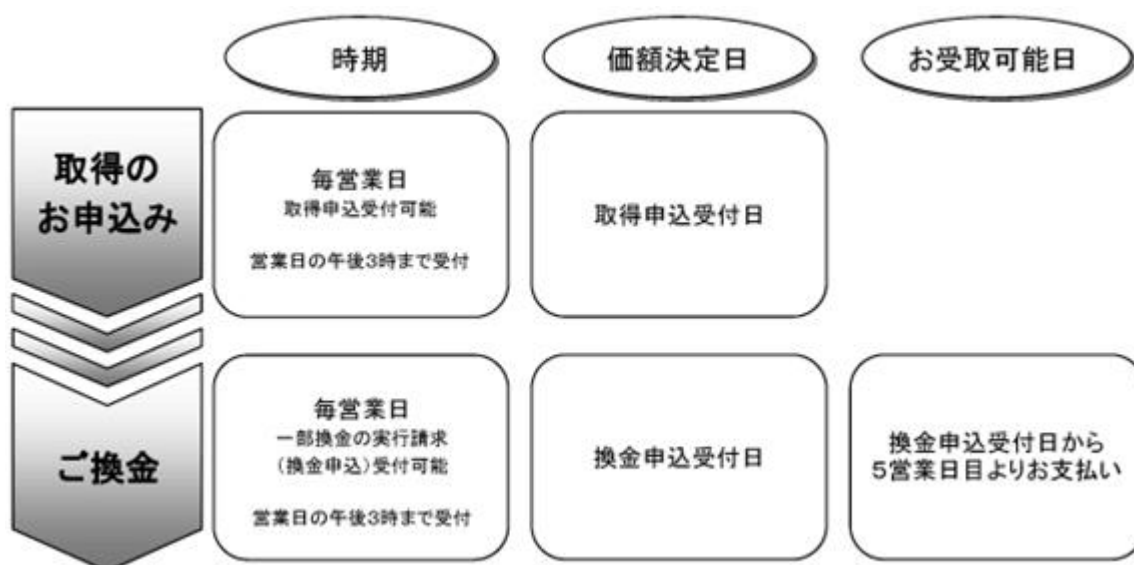 時期
価額決定日
お受取可能日
取得の
お申込み
毎営業日
取得申込受付可能
営業日の午後3時まで受付
取得申込受付日
ご換金
毎営業日
一部換金の実行請求
(換金申込)受付可能
営業日の午後3時まで受付
換金申込受付日
換金申込受付日から
5営業日目よりお支払い